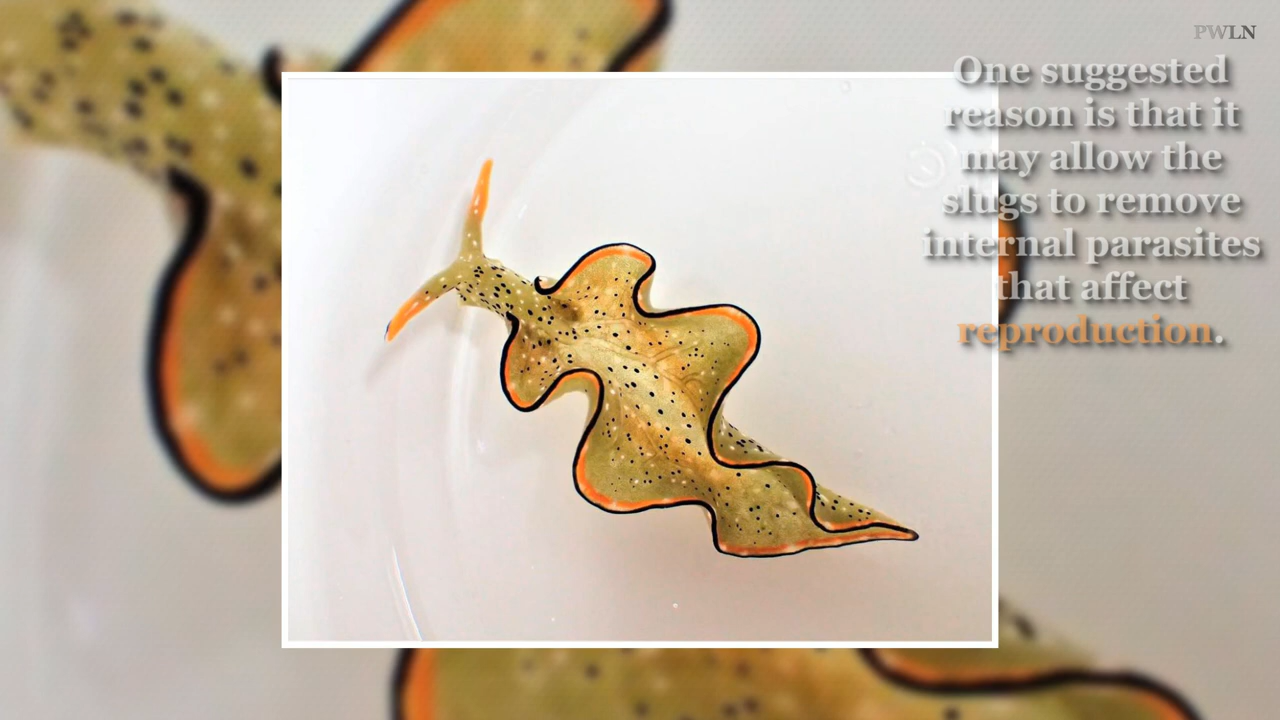 PWLN
One suggested
reason is that it
may allow the
slugs to remove
internal parasites
that affect
reproduction.